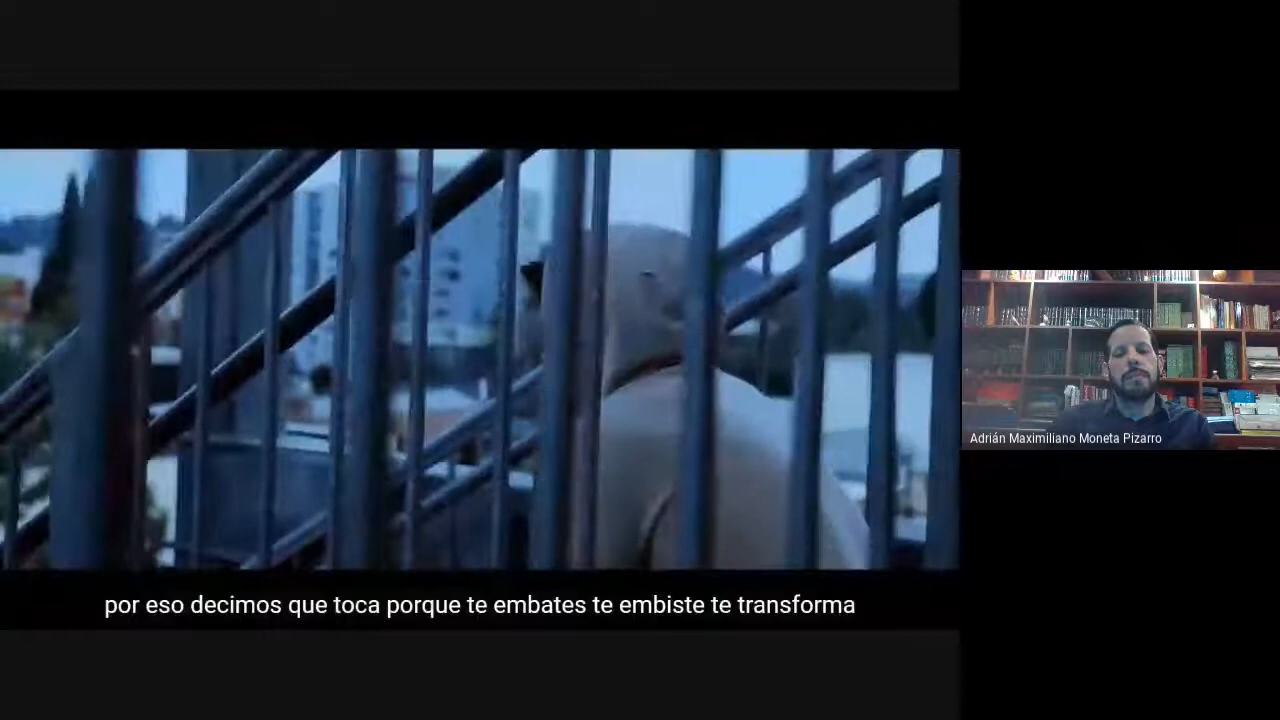 Adrián Maximiliano Moneta Pizarro
por eso decimos que toca porque te embates te embiste te transforma